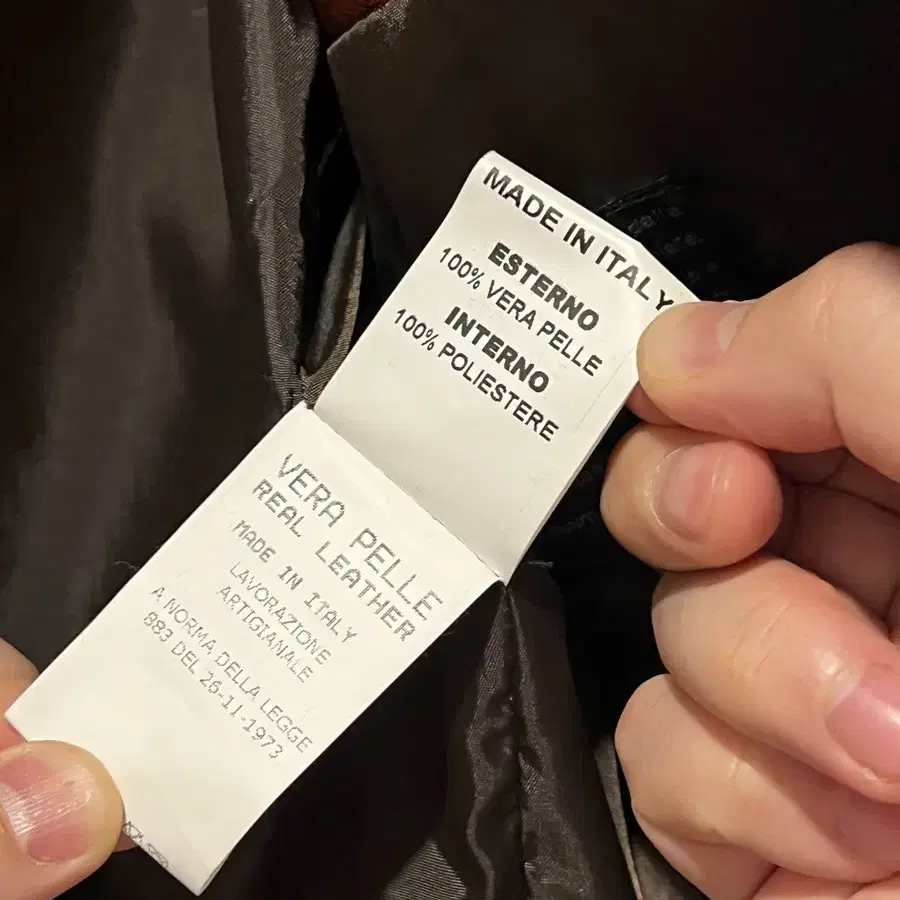 MADE IN ITALY
ESTERNO
100% VERA PELLE
INTERNO
100% POLIESTERE
VERA PELLE
REAL LEATHER
MADE IN ITALY
LAVORAZIONE
ARTIGIANALE
A NORMA DELLA LEGGE
883 DEL 26-11-1973